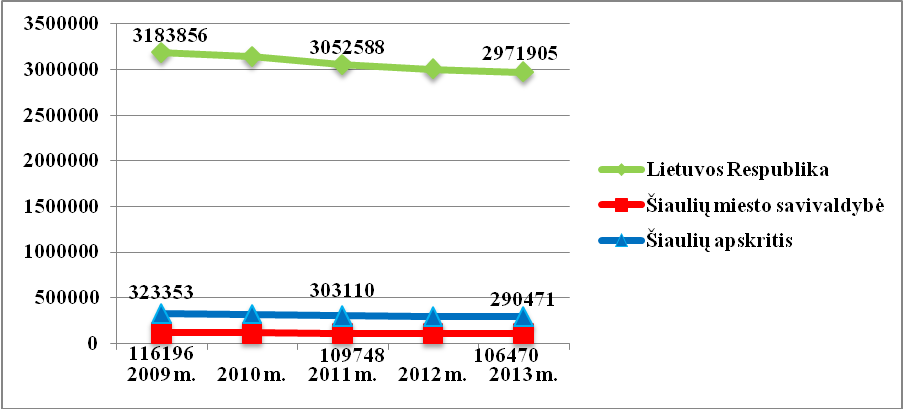 3500000
3183856
3052588
2971905
3000000
2500000
2000000
1500000
1000000
500000
0
Lietuvos Respublika
Šiaulių miesto savivaldybė
Šiaulių apskritis
323353
303110
290471
116196
109748
106470
2009 m.
2010 m.
2011 m.
2012 m.
2013 m.